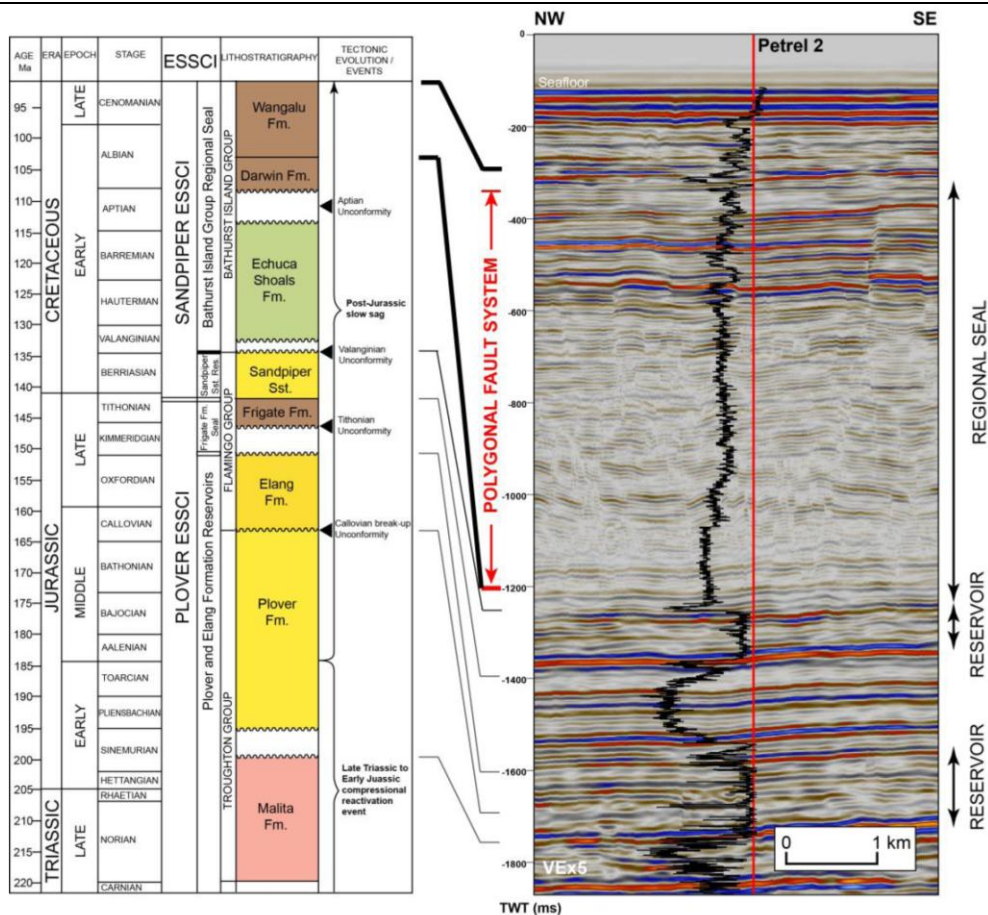 NW SE
AGE
Ma
ERA
EPOCH
STAGE
ESSCI
LITHOSTRATIGRAPHY
TECTONIC
EVOLUTION /
EVENTS
95
100
105
110
115
120
125
130
135
140
145
150
155
160
165
170
175
180
185
190
195
200
205
210
215
220
CRETACEOUS
JURASSIC
TRIASSIC
LATE
EARLY
LATE
MIDDLE
EARLY
LATE
CENOMANIAN
ALBIAN
APTIAN
BARREMIAN
HAUTERMAN
VALANGINIAN
BERRIASIAN
TITHONIAN
KIMMERIDGIAN
OXFORDIAN
CALLOVIAN
BATHONIAN
BAJOCIAN
AALENIAN
TOARCIAN
PLIENSBACHIAN
SINEMURIAN
HETTANGIAN
RHAETIAN
NORIAN
CARNIAN
SANDPIPER ESSCI
PLOVER ESSCI
Bathurst Island Group Regional Seal
Sandpiper
Sst. Res.
Frigate Fm.
Seal
Plover and Elang Formation Reservoirs
BATHURST ISLAND GROUP
FLAMINGO GROUP
TROUGHTON GROUP
Wangalu
Fm.
Darwin Fm.
Echuca
Shoals
Fm.
Sandpiper
Sst.
Frigate Fm.
Elang
Fm.
Plover
Fm.
Malita
Fm.
Aptian
Unconformity
Post-Jurassic
slow sag
Valanginian
Unconformity
Tithonian
Unconformity
Callovian break-up
Unconformity
Late Triassic to
Early Juassic
compressional
reactivation
event
POLYGONAL FAULT SYSTEM
Petrel 2
Seafloor
0
-200
-400
-600
-800
-1000
-1200
-1400
-1600
-1800
VEx5
0 1 km
TWT (ms)
REGIONAL SEAL
RESERVOIR
RESERVOIR